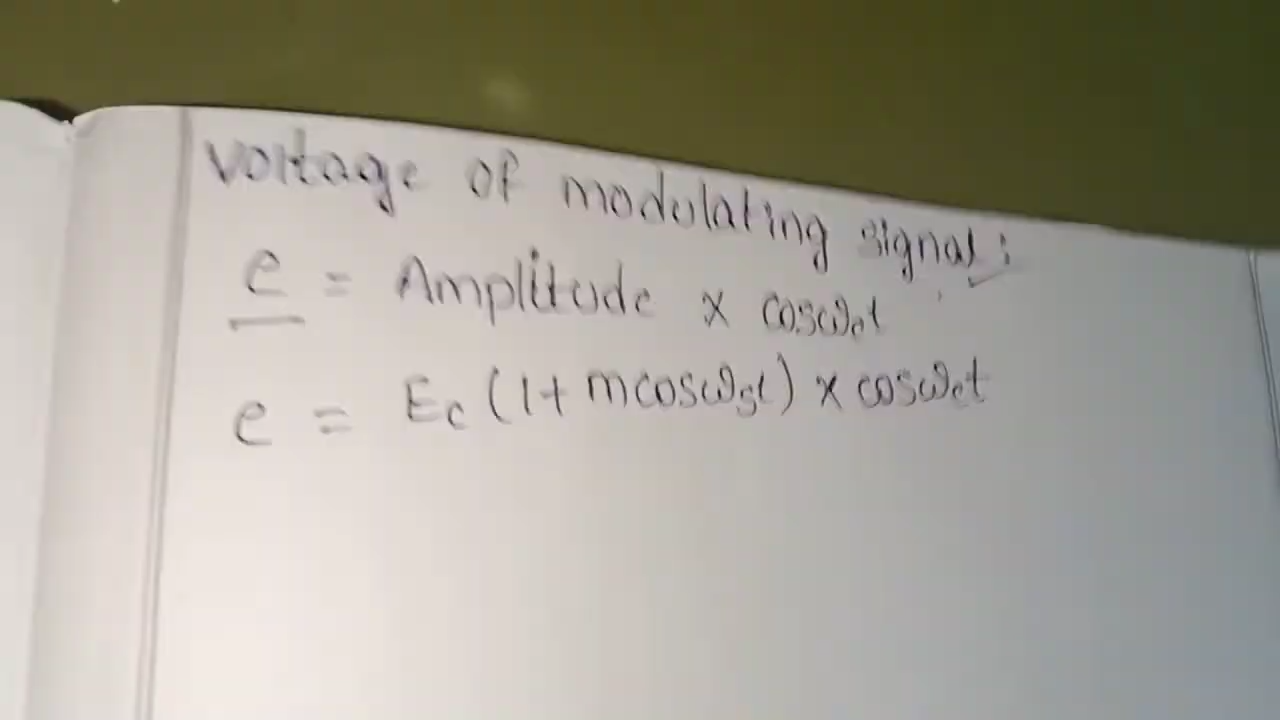 voltage of modulating signal:
e = Amplitude × cosωct
e = Ec (1+ mcosωst) × cosωct